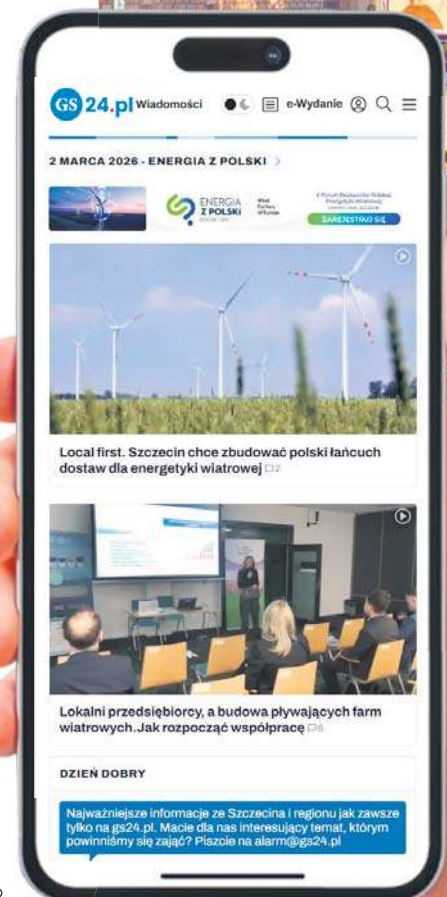 GS 24.pl Wiadomości e-Wydanie
2 MARCA 2026 - ENERGIA Z POLSKI
ENERGIA
Z POLSKI
ZAREJESTRUJ SIĘ
Local first. Szczecin chce zbudować polski łańcuch
dostaw dla energetyki wiatrowej 2
Lokalni przedsiębiorcy, a budowa pływających farm
wiatrowych.Jak rozpocząć współpracę 6
DZIEŃ DOBRY
Najważniejsze informacje ze Szczecina i regionu jak zawsze
tylko na gs24.pl. Macie dla nas interesujący temat, którym
powinniśmy się zająć? Piszcie na alarm@gs24.pl